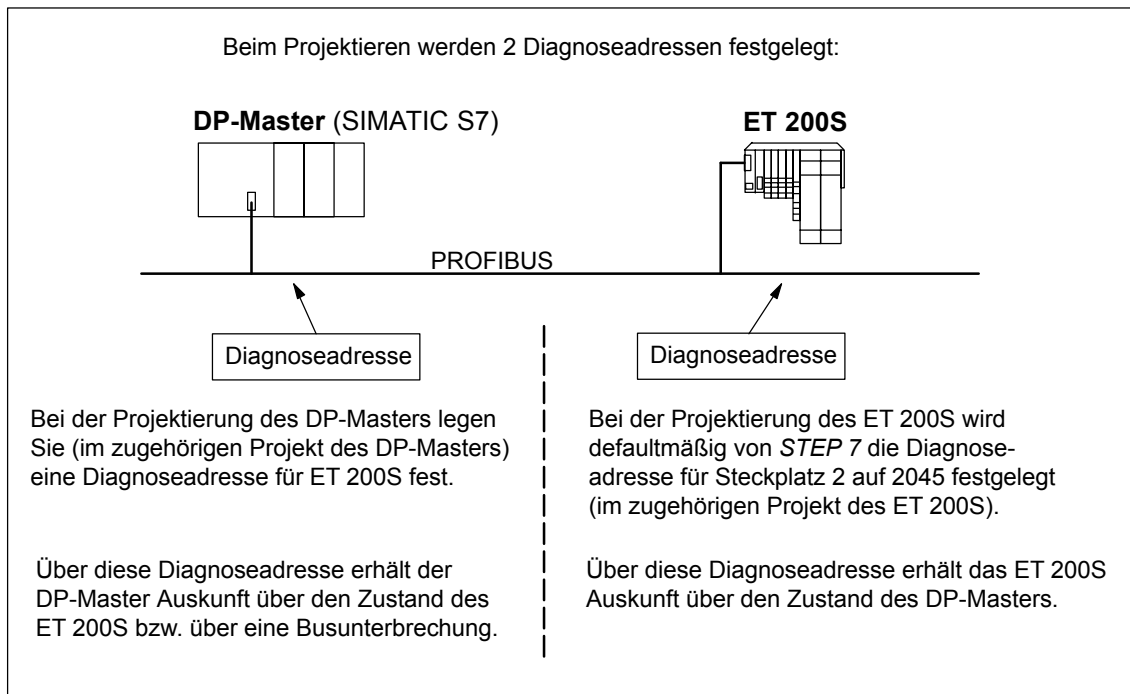 Beim Projektieren werden 2 Diagnoseadressen festgelegt:
DP-Master (SIMATIC S7)
ET 200S
PROFIBUS
Diagnoseadresse
Bei der Projektierung des DP-Masters legen
Sie (im zugehörigen Projekt des DP-Masters)
eine Diagnoseadresse für ET 200S fest.
Über diese Diagnoseadresse erhält der
DP-Master Auskunft über den Zustand des
ET 200S bzw. über eine Busunterbrechung.
Diagnoseadresse
Bei der Projektierung des ET 200S wird
defaultmäßig von STEP 7 die Diagnose-
adresse für Steckplatz 2 auf 2045 festgelegt
(im zugehörigen Projekt des ET 200S).
Über diese Diagnoseadresse erhält das ET 200S
Auskunft über den Zustand des DP-Masters.